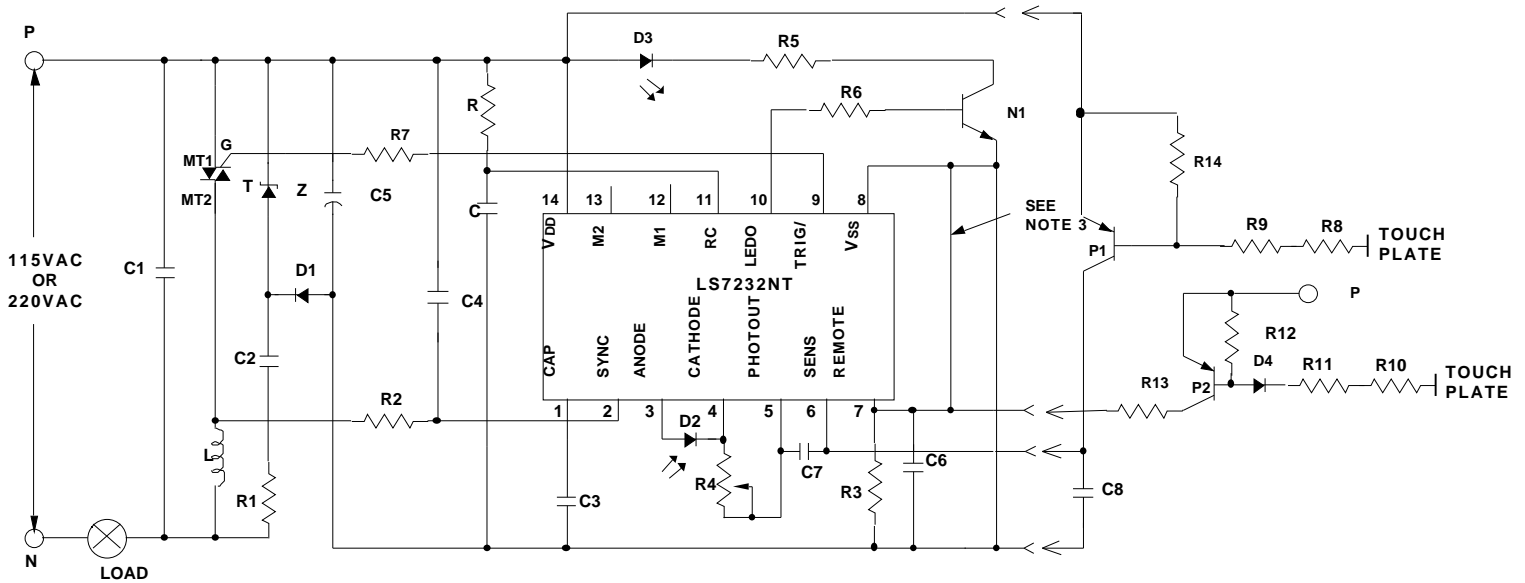 P
D3
R5
R
R6
N1
R7
G
MT1
MT2
T
Z
C5
C
14
13
12
11
10
9
8
VDD
M2
M1
RC
LEDO
TRIG/
VSS
SEE
NOTE 3
R14
R9
R8
TOUCH
PLATE
P1
115VAC
OR
220VAC
C1
D1
C4
LS7232NT
P
C2
CAP
SYNC
ANODE
CATHODE
PHOTOUT
SENS
REMOTE
R12
D4
R11
R10
TOUCH
PLATE
P2
R13
R2
1
2
3
4
5
6
7
D2
L
R1
C3
R4
C7
R3
C6
C8
N
LOAD